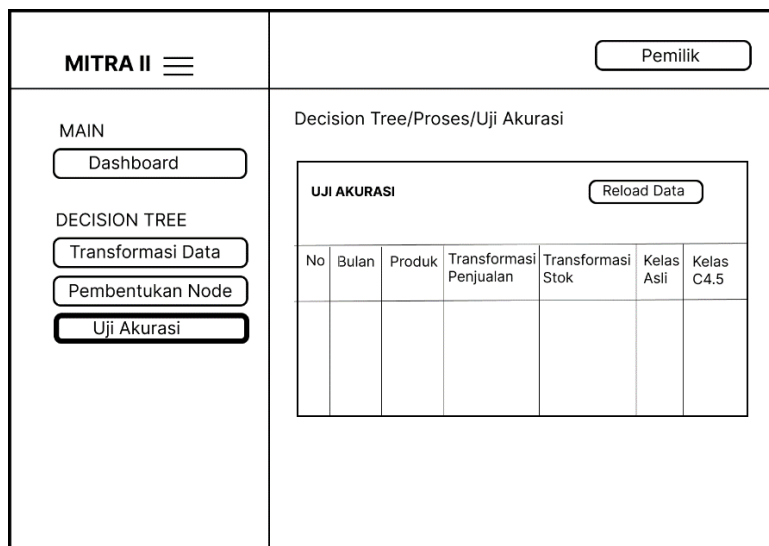 MITRA II
Pemilik
MAIN
Dashboard
DECISION TREE
Transformasi Data
Pembentukan Node
Uji Akurasi
Decision Tree/Proses/Uji Akurasi
UJI AKURASI
Reload Data
No Bulan Produk Transformasi Penjualan Transformasi Stok Kelas Asli Kelas C4.5